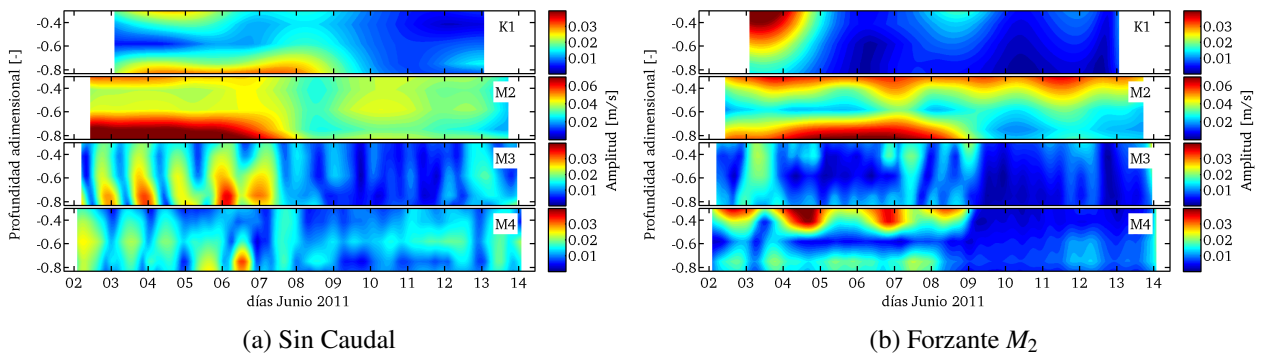 Profundidad adimensional [-]
-0.4
-0.6
-0.8
K1
0.03
0.02
0.01
-0.4
-0.6
-0.8
M2
0.06
0.04
0.02
-0.4
-0.6
-0.8
M3
0.03
0.02
0.01
-0.4
-0.6
-0.8
M4
0.03
0.02
0.01
Amplitud [m/s]
02 03 04 05 06 07 08 09 10 11 12 13 14
días Junio 2011
(a) Sin Caudal
Profundidad adimensional [-]
-0.4
-0.6
-0.8
K1
0.03
0.02
0.01
-0.4
-0.6
-0.8
M2
0.06
0.04
0.02
-0.4
-0.6
-0.8
M3
0.03
0.02
0.01
-0.4
-0.6
-0.8
M4
0.03
0.02
0.01
Amplitud [m/s]
02 03 04 05 06 07 08 09 10 11 12 13 14
días Junio 2011
(b) Forzante M2